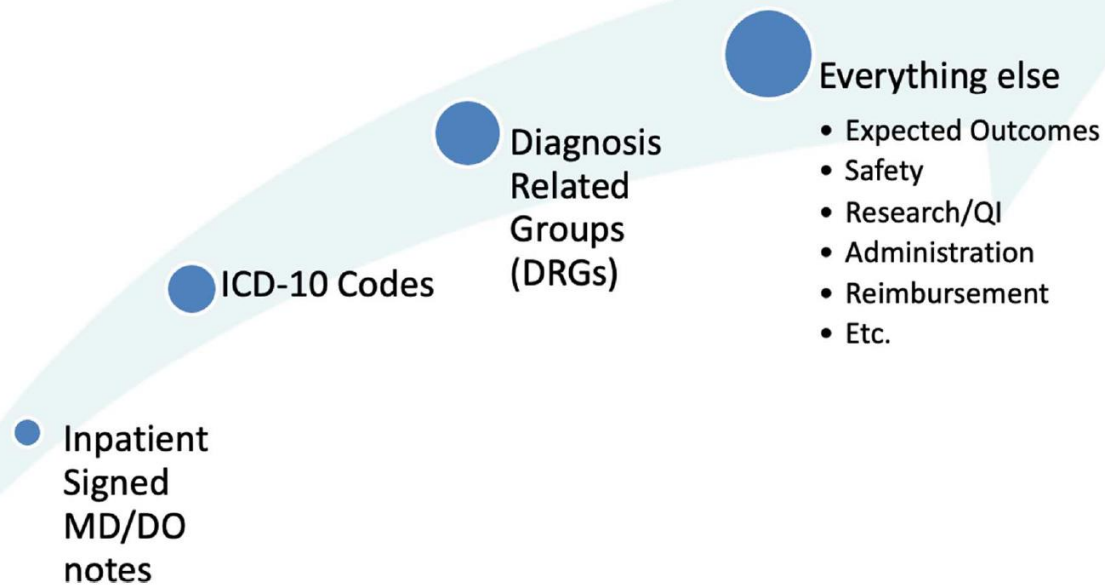 Inpatient
Signed
MD/DO
notes
ICD-10 Codes
Diagnosis
Related
Groups
(DRGs)
Everything else
• Expected Outcomes
• Safety
• Research/QI
• Administration
• Reimbursement
• Etc.